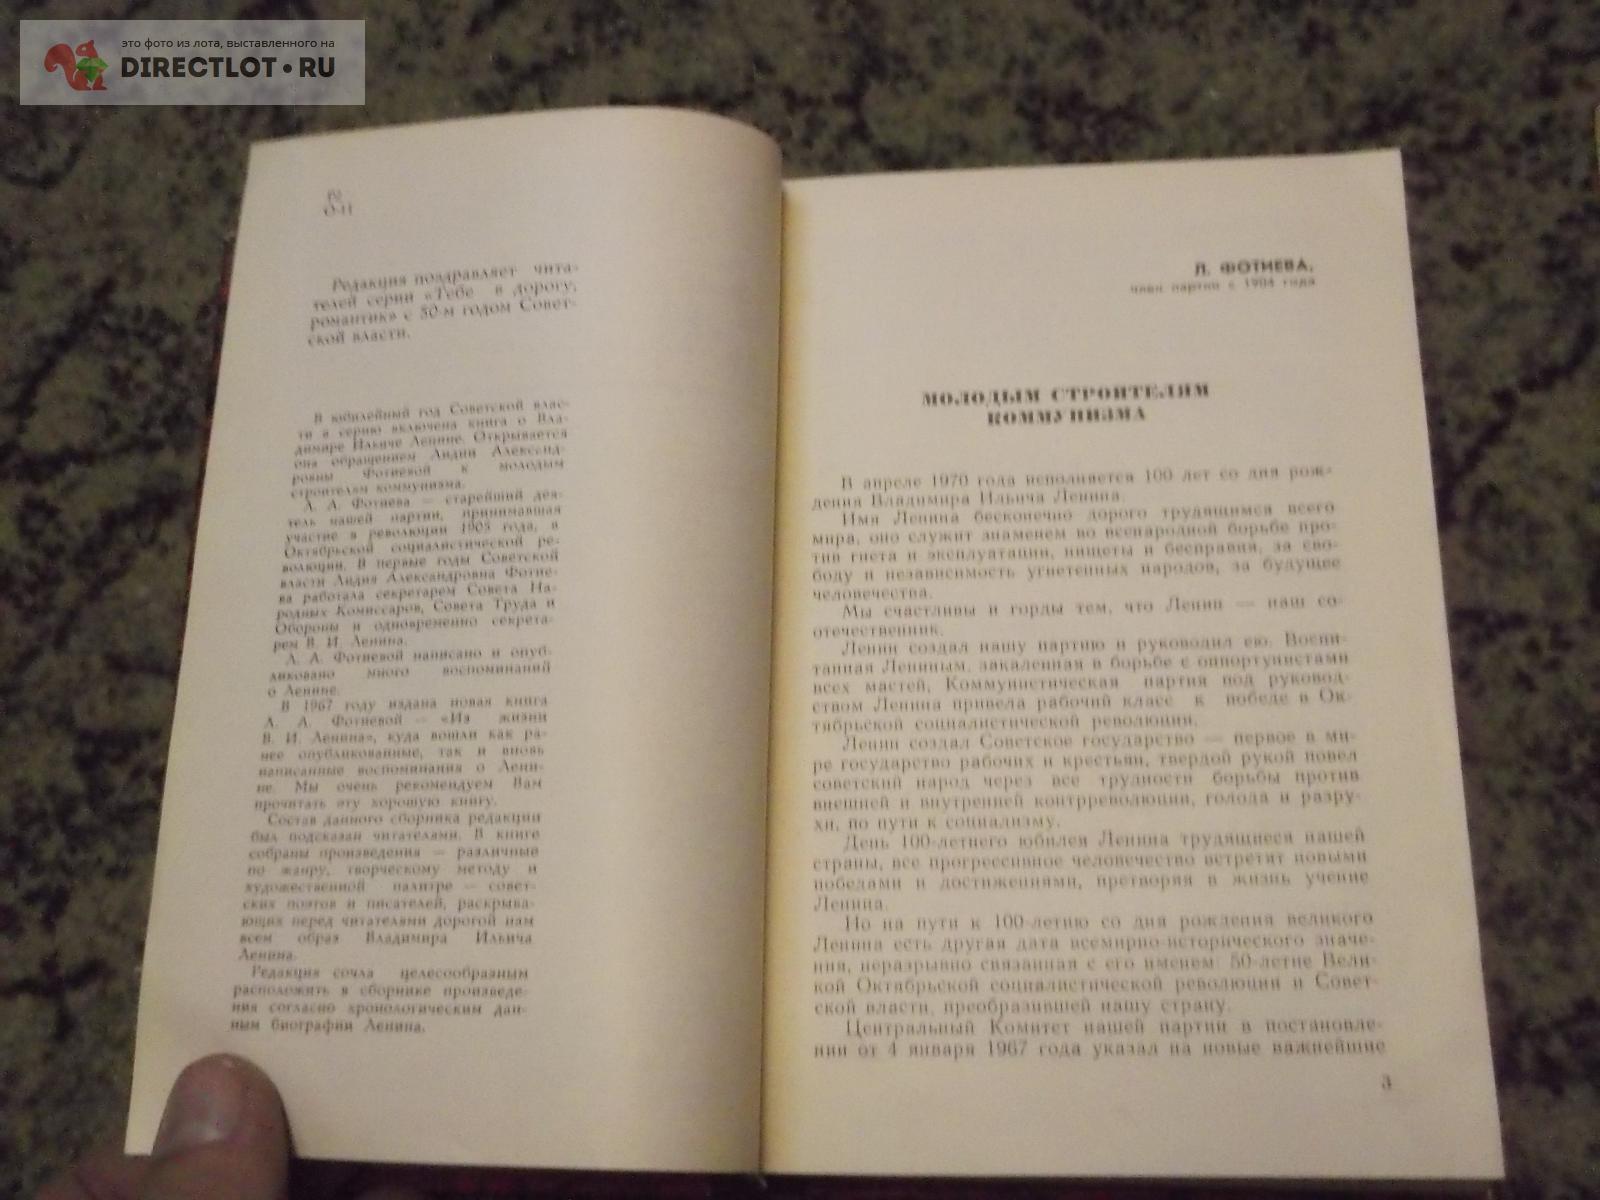 это фото из лота, выставленного на
DIRECTLOT•RU
Редакция поздравляет чита-
телей серии «Тебе в дорогу,
романтик» с 50-м годом Совет-
ской власти.
В юбилейный год Советской влас-
ти в серию включена книга о Вла-
димире Ильиче Ленине. Открывается
она обращением Лидии Александ-
ровны Фотиевой к молодым
строителям коммунизма.
Л. А. Фотиева — старейший дея-
тель нашей партии, принимавшая
участие в революции 1905 года, в
Октябрьской социалистической ре-
волюции. В первые годы Советской
власти Лидия Александровна Фотие-
ва работала секретарем Совета На-
родных Комиссаров, Совета Труда и
Обороны и одновременно секрета-
рем В. И. Ленина.
Л. А. Фотиевой написано и опуб-
ликовано много воспоминаний
о Ленине.
В 1967 году издана новая книга
Л. А. Фотиевой — «Из жизни
В. И. Ленина», куда вошли как ра-
нее опубликованные, так и вновь
написанные воспоминания о Лени-
не. Мы очень рекомендуем Вам
прочитать эту хорошую книгу.
Состав данного сборника редакции
был подсказан читателями. В книге
собраны произведения — различные
по жанру, творческому методу и
художественной палитре — совет-
ских поэтов и писателей, раскрыва-
ющих перед читателями дорогой нам
всем образ Владимира Ильича
Ленина.
Редакция сочла целесообразным
расположить в сборнике произведе-
ния согласно хронологическим дан-
ным биографии Ленина.
Л. ФОТИЕВА,
член партии с 1904 года
МОЛОДЫМ СТРОИТЕЛЯМ
КОММУНИЗМА
В апреле 1970 года исполняется 100 лет со дня рож-
дения Владимира Ильича Ленина.
Имя Ленина бесконечно дорого трудящимся всего
мира, оно служит знаменем во всенародной борьбе про-
тив гнета и эксплуатации, нищеты и бесправия, за сво-
боду и независимость угнетенных народов, за будущее
человечества.
Мы счастливы и горды тем, что Ленин — наш со-
отечественник.
Ленин создал нашу партию и руководил ею. Воспи-
танная Лениным, закаленная в борьбе с оппортунистами
всех мастей, Коммунистическая партия под руковод-
ством Ленина привела рабочий класс к победе в Ок-
тябрьской социалистической революции.
Ленин создал Советское государство — первое в ми-
ре государство рабочих и крестьян, твердой рукой повел
советский народ через все трудности борьбы против
внешней и внутренней контрреволюции, голода и разру-
хи, по пути к социализму.
День 100-летнего юбилея Ленина трудящиеся нашей
страны, все прогрессивное человечество встретят новыми
победами и достижениями, претворяя в жизнь учение
Ленина.
Но на пути к 100-летию со дня рождения великого
Ленина есть другая дата всемирно-исторического значе-
ния, неразрывно связанная с его именем: 50-летие Вели-
кой Октябрьской социалистической революции и Совет-
ской власти, преобразившей нашу страну.
Центральный Комитет нашей партии в постановле-
нии от 4 января 1967 года указал на новые важнейшие
3